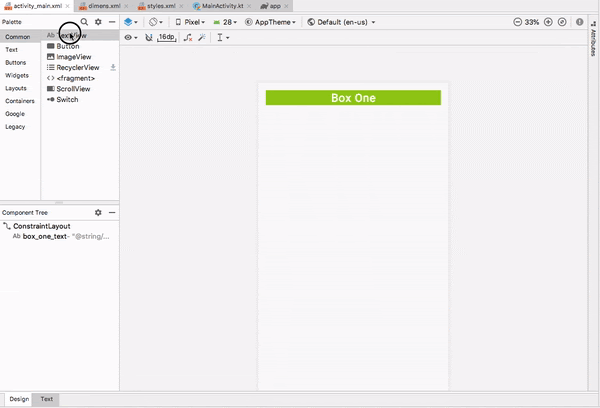 activity_main.xml dimens.xml styles.xml MainActivity.kt app
Palette Pixel 28 AppTheme Default (en-us) 33%
Common Ab TextView 16dp
Text Button
Buttons ImageView
Widgets RecyclerView
Layouts <fragment>
Containers ScrollView
Google Switch
Legacy
Box One
Attributes
Component Tree
ConstraintLayout
Ab box_one_text- "@string/...
Design Text